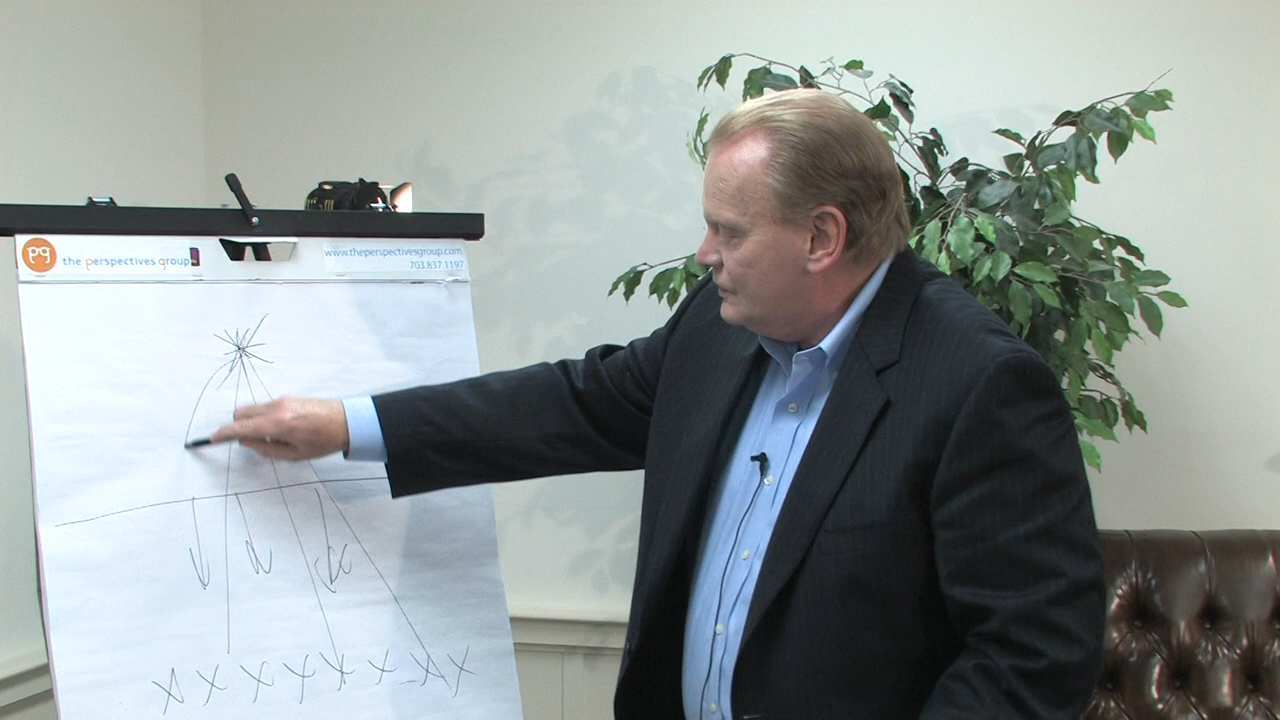 pg
the perspectives group
www.theperspectivesgroup.com
703.837.1197
X X X X X X X X